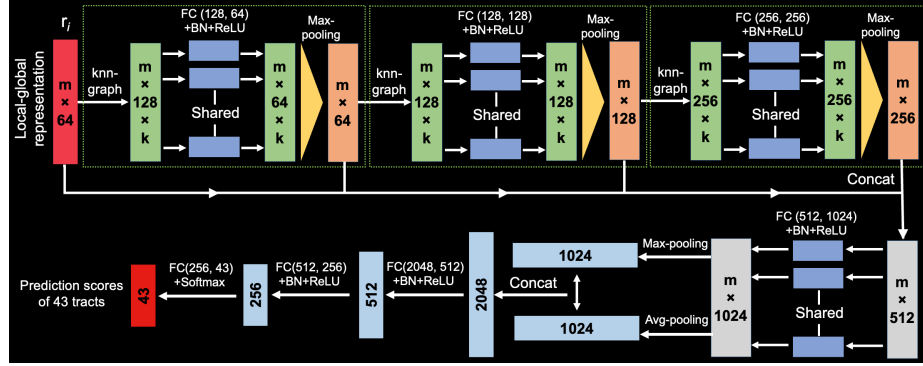 r_i
Local-global
representation
m
×
64
knn-
graph
m
×
128
×
k
FC (128, 64)
+BN+ReLU
Shared
m
×
64
×
k
Max-
pooling
m
×
64
knn-
graph
m
×
128
×
k
FC (128, 128)
+BN+ReLU
Shared
m
×
128
×
k
Max-
pooling
m
×
128
knn-
graph
m
×
256
×
k
FC (256, 256)
+BN+ReLU
Shared
m
×
256
×
k
Max-
pooling
m
×
256
Concat
m
×
512
FC (512, 1024)
+BN+ReLU
Shared
m
×
1024
Max-pooling
Avg-pooling
1024
1024
Concat
2048
FC(2048, 512)
+BN+ReLU
512
FC(512, 256)
+BN+ReLU
256
FC(256, 43)
+Softmax
43
Prediction scores
of 43 tracts